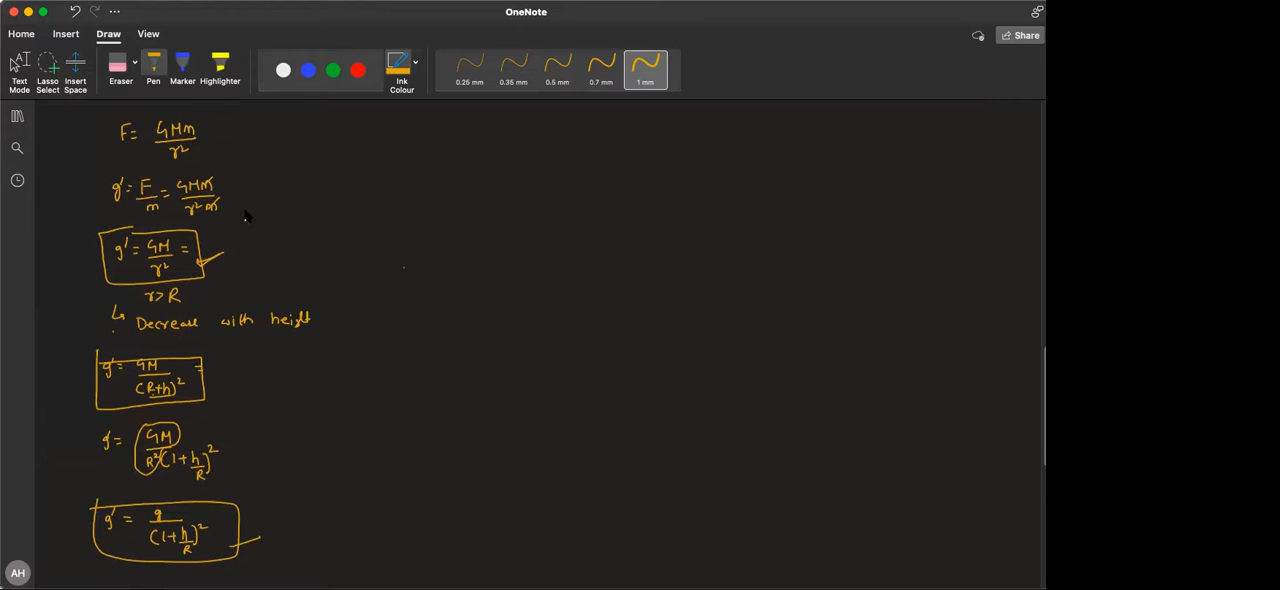 OneNote
Home Insert Draw View
Share
Text Mode
Lasso Select
Insert Space
Eraser
Pen
Marker
Highlighter
Ink Colour
0.25 mm
0.35 mm
0.5 mm
0.7 mm
1 mm
F = GMm/r²
g' = F/m = GMm/r²m
g' = GM/r² =
r > R
↳ Decrease with height
g' = GM/(R+h)² =
g' = GM/R²(1+h/R)²
g' = g/(1+h/R)²
AH